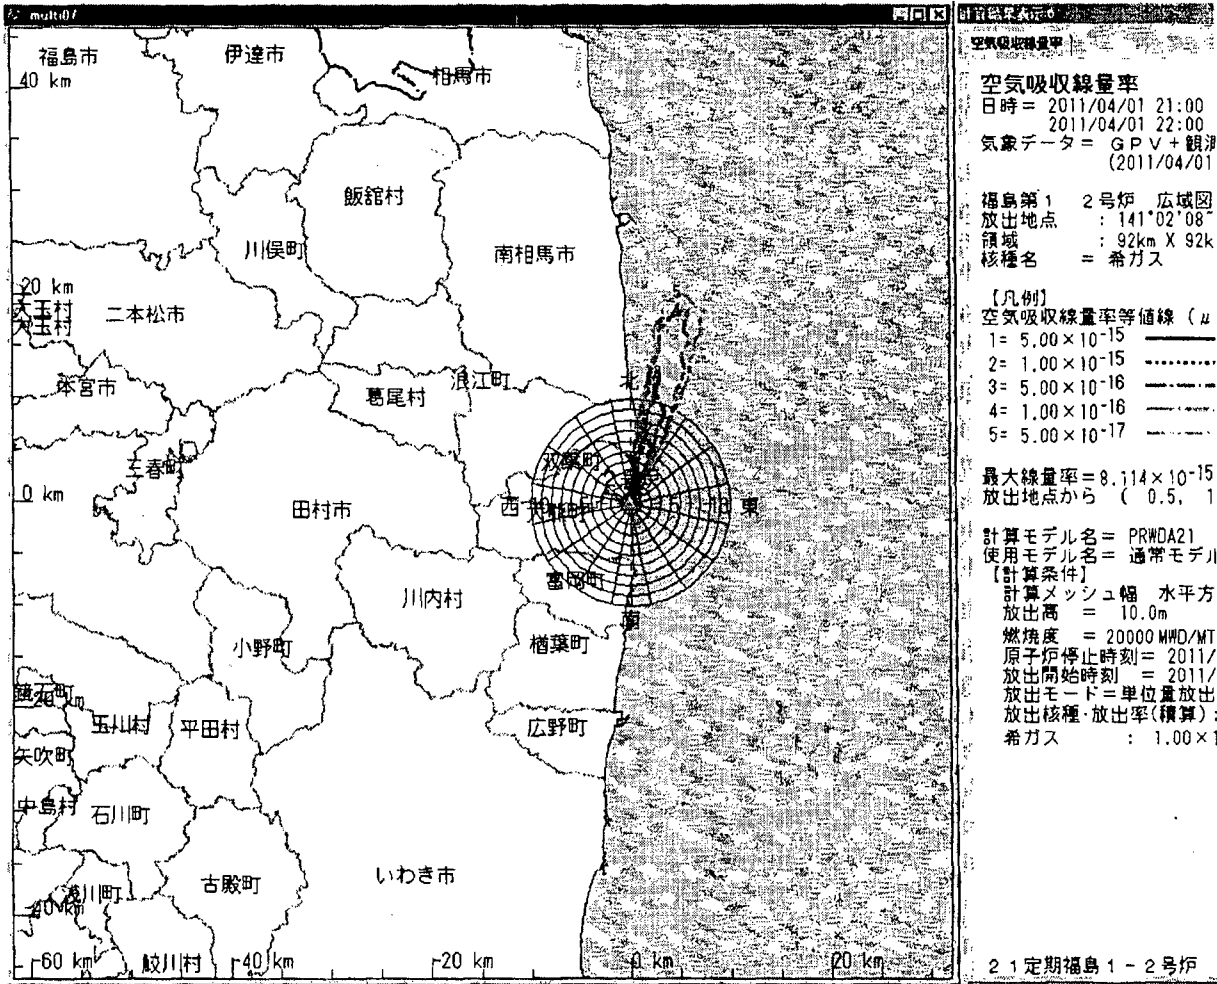 multi07
福島市
伊達市
相馬市
40 km
飯舘村
川俣町
南相馬市
20 km
大玉村
二本松市
本宮市
浪江町
北
葛尾村
三春町
双葉町
0 km
田村市
西
東
富岡町
川内村
南
小野町
楢葉町
玉川村
平田村
広野町
矢吹町
中島村
石川町
古殿町
いわき市
浅川町
鮫川村
-60 km
-40 km
-20 km
0 km
20 km
空気吸収線量率
空気吸収線量率
日時= 2011/04/01 21:00
2011/04/01 22:00
気象データ= GPV+観測
(2011/04/01
福島第1 2号炉 広域図
放出地点 : 141°02'08"
領域 : 92km X 92k
核種名 = 希ガス
【凡例】
空気吸収線量率等値線 (μ
1= 5.00×10-15
2= 1.00×10-15
3= 5.00×10-16
4= 1.00×10-16
5= 5.00×10-17
最大線量率=8.114×10-15
放出地点から ( 0.5, 1
計算モデル名= PRWDA21
使用モデル名= 通常モデル
【計算条件】
計算メッシュ幅 水平方
放出高 = 10.0m
燃焼度 = 20000MWD/MT
原子炉停止時刻= 2011/
放出開始時刻 = 2011/
放出モード=単位量放出
放出核種・放出率(積算):
希ガス : 1.00×1
21定期福島1-2号炉